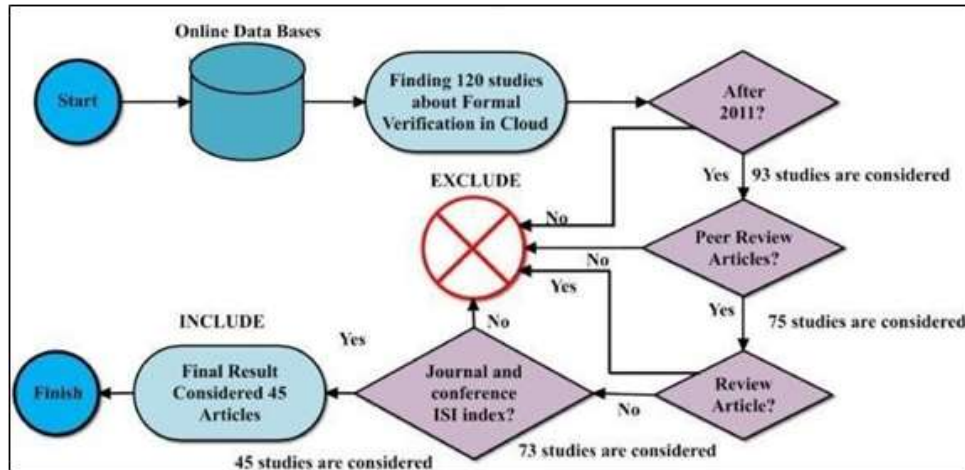 Online Data Bases
Start
Finding 120 studies
about Formal
Verification in Cloud
After
2011?
Yes
93 studies are considered
EXCLUDE
No
Peer Review
Articles?
No
Yes
Yes
75 studies are considered
INCLUDE
Yes
No
Finish
Final Result
Considered 45
Articles
Journal and
conference
ISI index?
No
Review
Article?
45 studies are considered
73 studies are considered